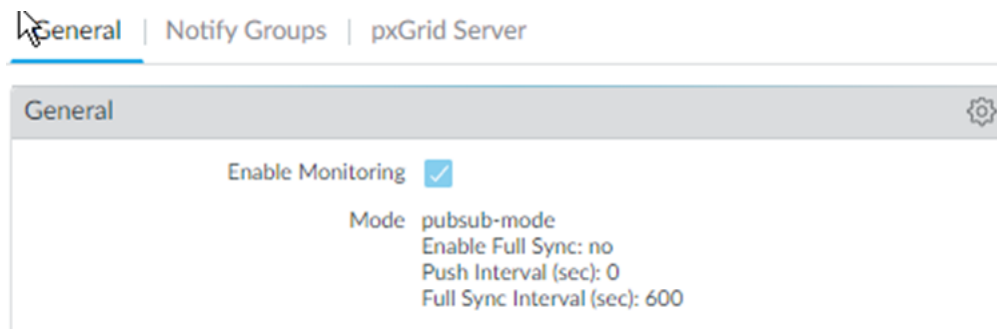 General | Notify Groups | pxGrid Server
General
Enable Monitoring
Mode pubsub-mode
Enable Full Sync: no
Push Interval (sec): 0
Full Sync Interval (sec): 600